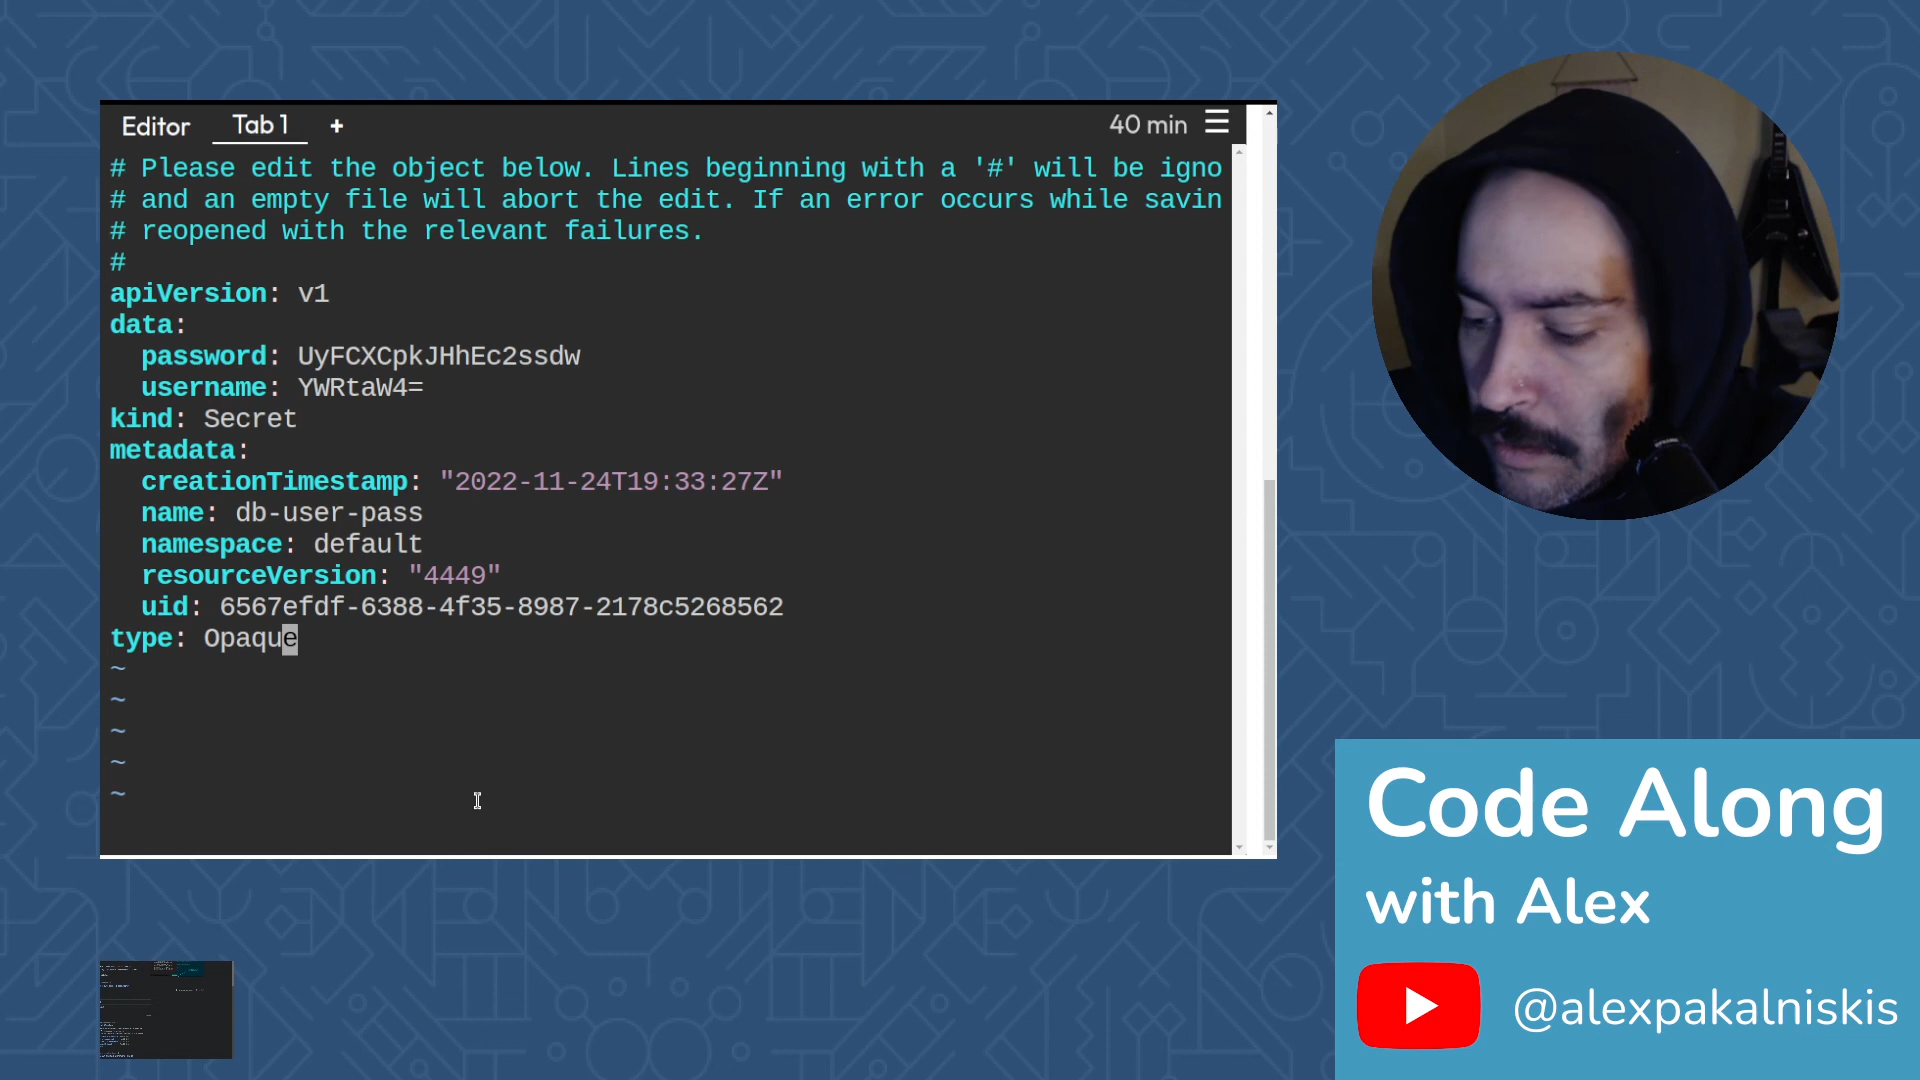 Editor Tab 1 + 40 min
# Please edit the object below. Lines beginning with a '#' will be igno
# and an empty file will abort the edit. If an error occurs while savin
# reopened with the relevant failures.
#
apiVersion: v1
data:
  password: UyFCXCpkJHhEc2ssdw
  username: YWRtaW4=
kind: Secret
metadata:
  creationTimestamp: "2022-11-24T19:33:27Z"
  name: db-user-pass
  namespace: default
  resourceVersion: "4449"
  uid: 6567efdf-6388-4f35-8987-2178c5268562
type: Opaque
~
~
~
~
~
Code Along
with Alex
@alexpakalniskis